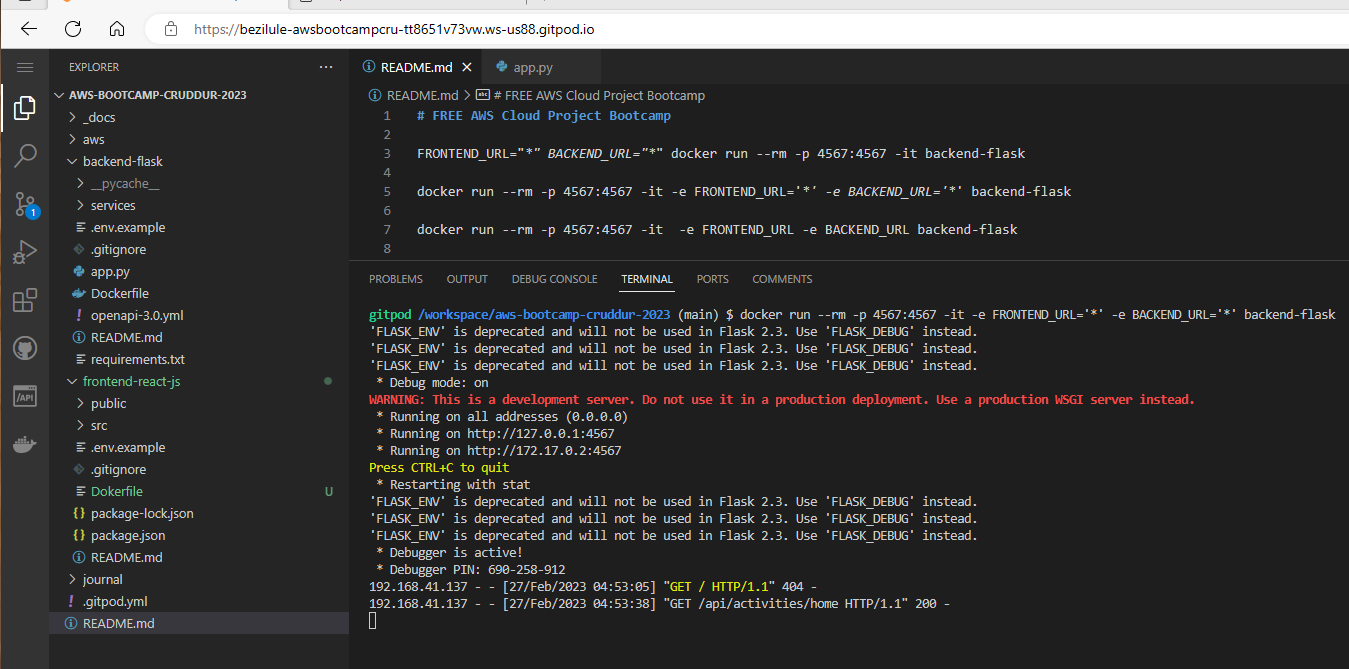 https://bezilule-awsbootcampcru-tt8651v73vw.ws-us88.gitpod.io
EXPLORER
AWS-BOOTCAMP-CRUDDUR-2023
_docs
aws
backend-flask
__pycache__
services
.env.example
.gitignore
app.py
Dockerfile
openapi-3.0.yml
README.md
requirements.txt
frontend-react-js
public
src
.env.example
.gitignore
Dokerfile U
package-lock.json
package.json
README.md
journal
.gitpod.yml
README.md
1
README.md app.py
README.md > # FREE AWS Cloud Project Bootcamp
1 # FREE AWS Cloud Project Bootcamp
2
3 FRONTEND_URL="*" BACKEND_URL="*" docker run --rm -p 4567:4567 -it backend-flask
4
5 docker run --rm -p 4567:4567 -it -e FRONTEND_URL='*' -e BACKEND_URL='*' backend-flask
6
7 docker run --rm -p 4567:4567 -it  -e FRONTEND_URL -e BACKEND_URL backend-flask
8
PROBLEMS OUTPUT DEBUG CONSOLE TERMINAL PORTS COMMENTS
gitpod /workspace/aws-bootcamp-cruddur-2023 (main) $ docker run --rm -p 4567:4567 -it -e FRONTEND_URL='*' -e BACKEND_URL='*' backend-flask
'FLASK_ENV' is deprecated and will not be used in Flask 2.3. Use 'FLASK_DEBUG' instead.
'FLASK_ENV' is deprecated and will not be used in Flask 2.3. Use 'FLASK_DEBUG' instead.
'FLASK_ENV' is deprecated and will not be used in Flask 2.3. Use 'FLASK_DEBUG' instead.
* Debug mode: on
WARNING: This is a development server. Do not use it in a production deployment. Use a production WSGI server instead.
* Running on all addresses (0.0.0.0)
* Running on http://127.0.0.1:4567
* Running on http://172.17.0.2:4567
Press CTRL+C to quit
* Restarting with stat
'FLASK_ENV' is deprecated and will not be used in Flask 2.3. Use 'FLASK_DEBUG' instead.
'FLASK_ENV' is deprecated and will not be used in Flask 2.3. Use 'FLASK_DEBUG' instead.
'FLASK_ENV' is deprecated and will not be used in Flask 2.3. Use 'FLASK_DEBUG' instead.
* Debugger is active!
* Debugger PIN: 690-258-912
192.168.41.137 - - [27/Feb/2023 04:53:05] "GET / HTTP/1.1" 404 -
192.168.41.137 - - [27/Feb/2023 04:53:38] "GET /api/activities/home HTTP/1.1" 200 -